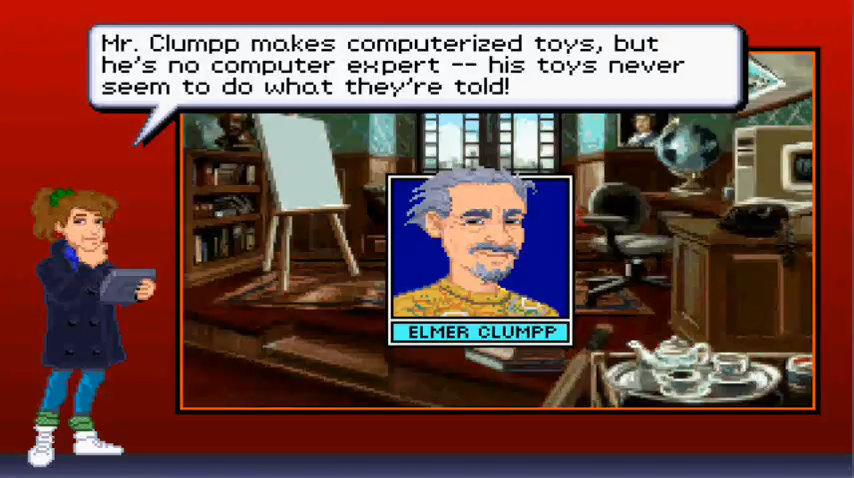 Mr. Clumpp makes computerized toys, but
he's no computer expert -- his toys never
seem to do what they're told!
ELMER CLUMPP